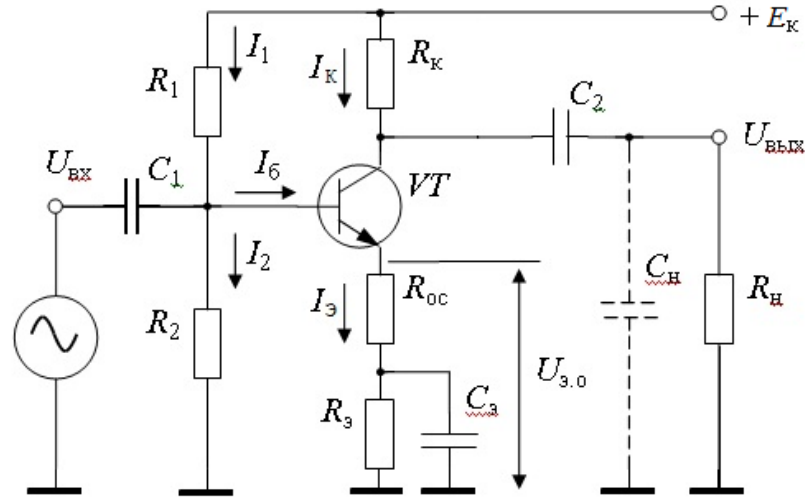 + Eк
I1
Iк
Rк
R1
C2
Uвх
C1
Iб
VT
Uвых
I2
Cн
Iэ
Rос
Rн
R2
Uэ.о
Rэ
Cэ